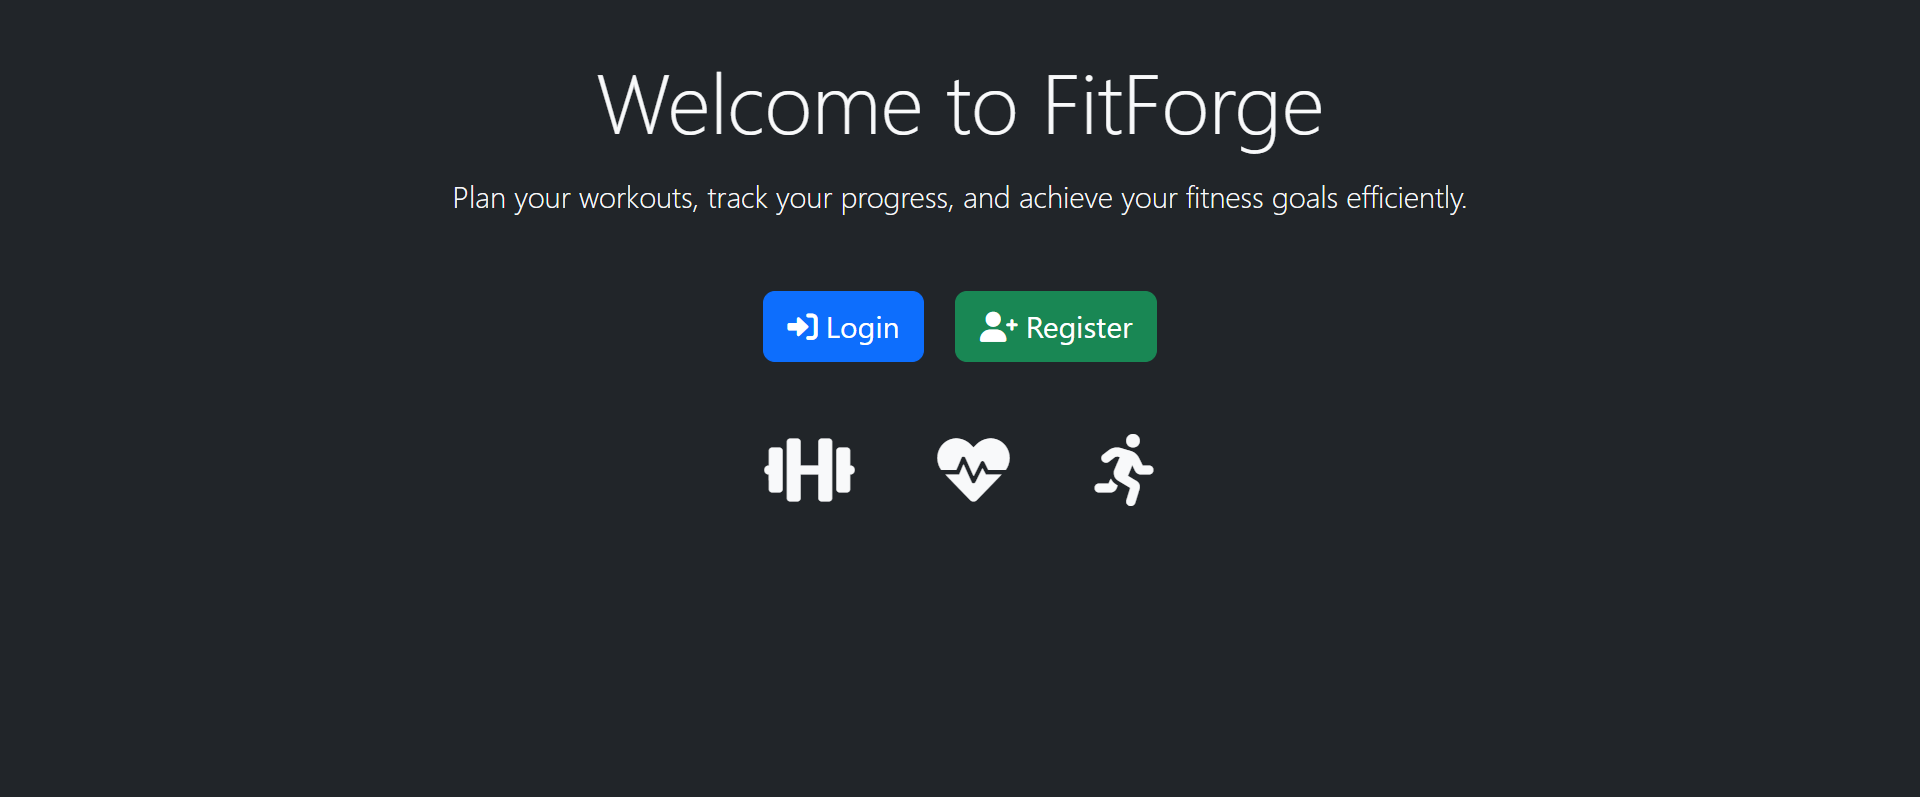 Welcome to FitForge
Plan your workouts, track your progress, and achieve your fitness goals efficiently.
Login
Register